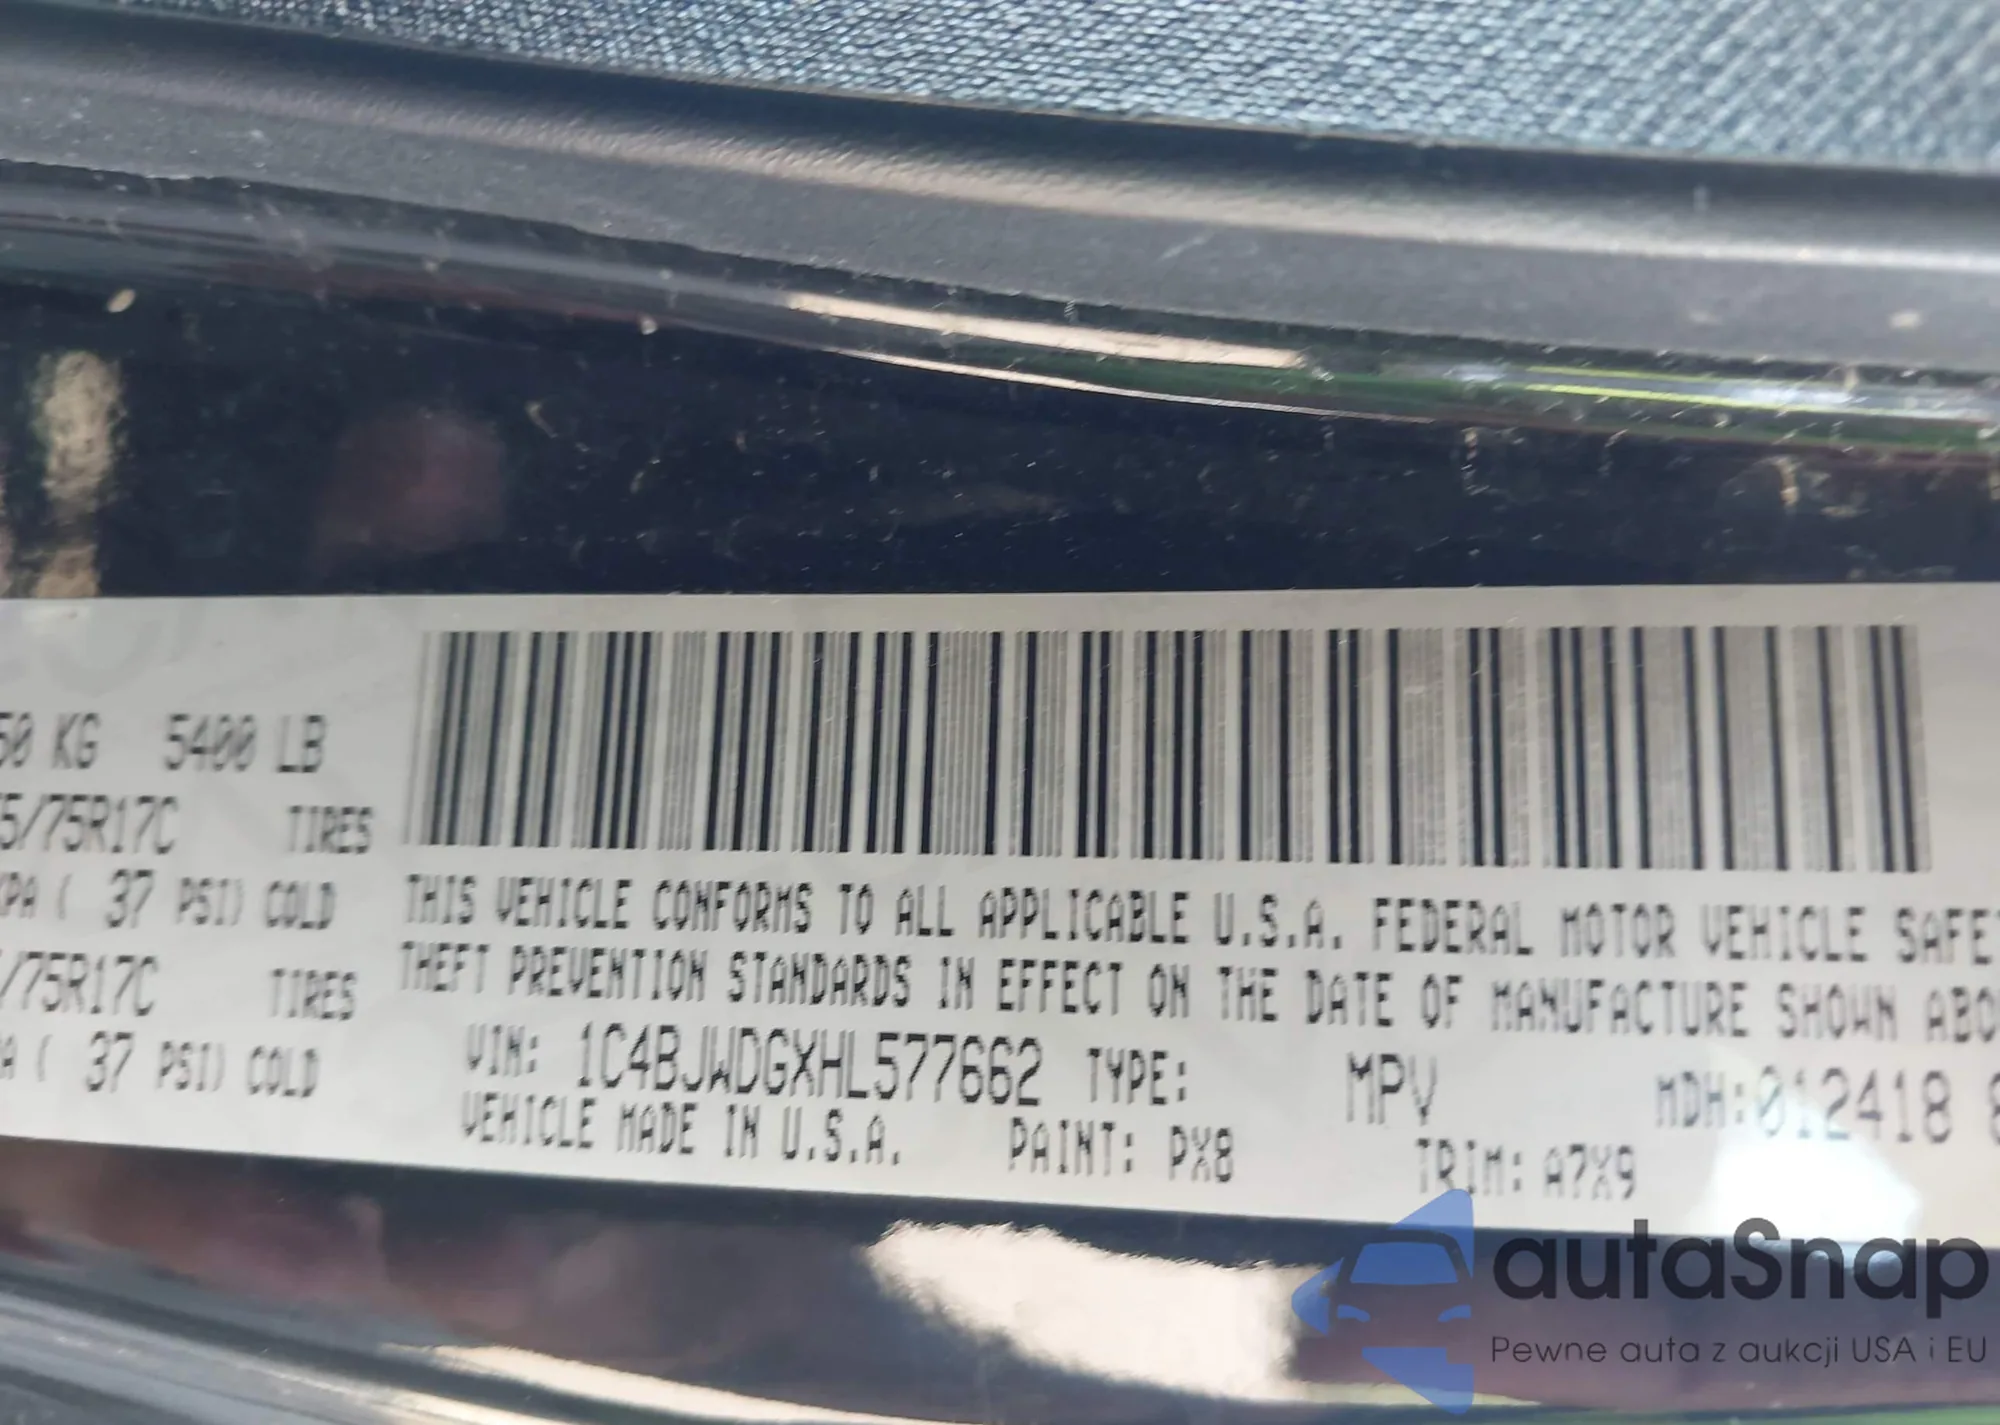 50 KG 5400 LB
5/75R17C TIRES
KPA ( 37 PSI) COLD
/75R17C TIRES
A ( 37 PSI) COLD
THIS VEHICLE CONFORMS TO ALL APPLICABLE U.S.A. FEDERAL MOTOR VEHICLE SAFE
THEFT PREVENTION STANDARDS IN EFFECT ON THE DATE OF MANUFACTURE SHOWN ABO
VIN: 1C4BJWDGXHL577662 TYPE: MPV MDH:012418 8
VEHICLE MADE IN U.S.A. PAINT: PX8 TRIM: A7X9
autaSnap
Pewne auta z aukcji USA i EU